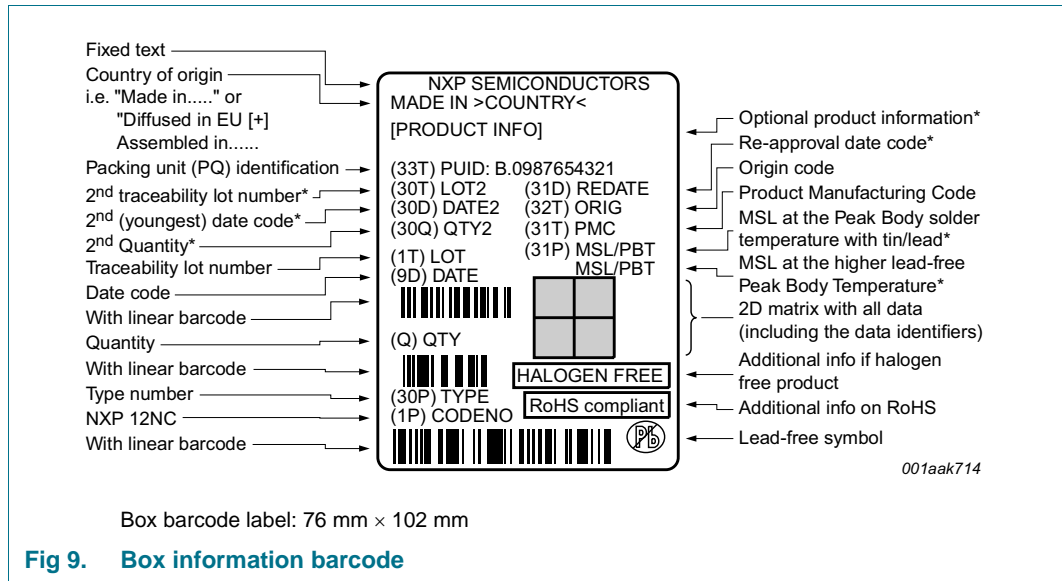 Fixed text
Country of origin
i.e. "Made in....." or
"Diffused in EU [+]
Assembled in......
Packing unit (PQ) identification
2nd traceability lot number*
2nd (youngest) date code*
2nd Quantity*
Traceability lot number
Date code
With linear barcode
Quantity
With linear barcode
Type number
NXP 12NC
With linear barcode
NXP SEMICONDUCTORS
MADE IN >COUNTRY<
[PRODUCT INFO]
(33T) PUID: B.0987654321
(30T) LOT2 (31D) REDATE
(30D) DATE2 (32T) ORIG
(30Q) QTY2 (31T) PMC
(31P) MSL/PBT
(1T) LOT MSL/PBT
(9D) DATE
(Q) QTY
HALOGEN FREE
(30P) TYPE
RoHS compliant
(1P) CODENO
Pb
Optional product information*
Re-approval date code*
Origin code
Product Manufacturing Code
MSL at the Peak Body solder
temperature with tin/lead*
MSL at the higher lead-free
Peak Body Temperature*
2D matrix with all data
(including the data identifiers)
Additional info if halogen
free product
Additional info on RoHS
Lead-free symbol
001aak714
Box barcode label: 76 mm × 102 mm
Fig 9. Box information barcode